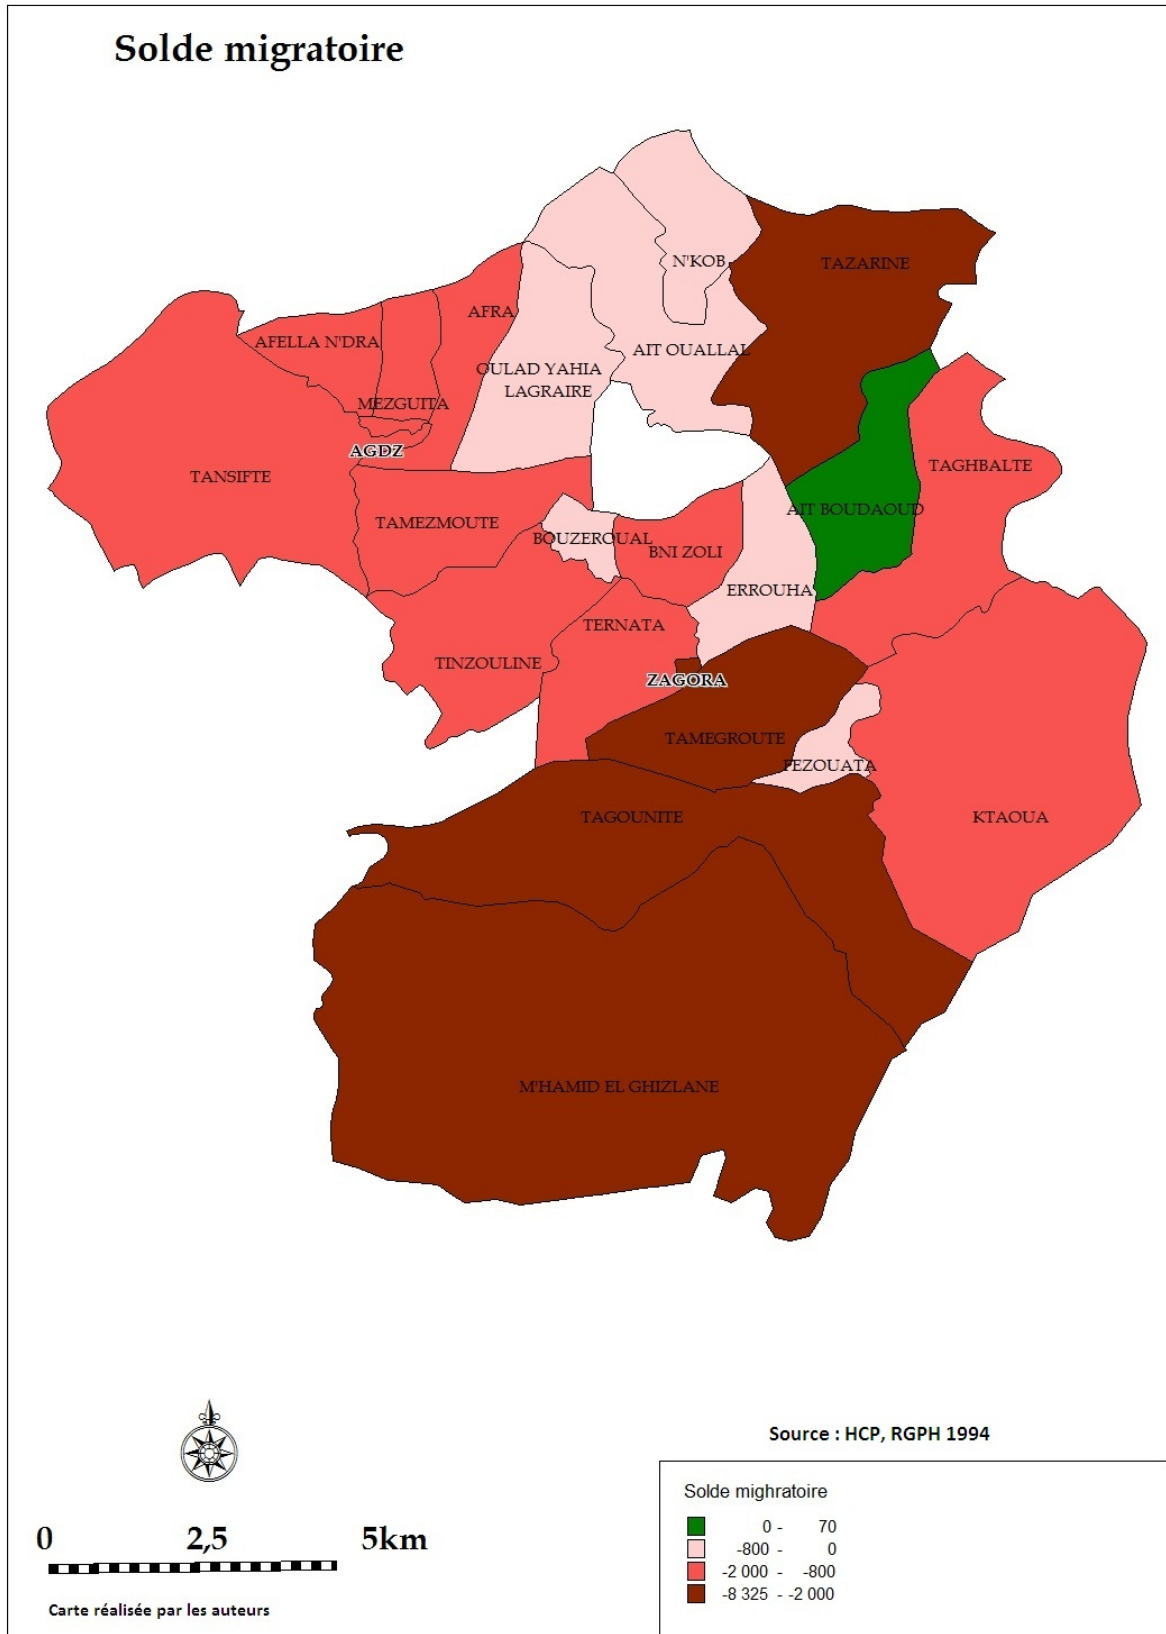 Solde migratoire
N'KOB
TAZARINE
AFRA
AFELLA N'DRA
AIT OUALLAL
OULAD YAHIA
LAGRAIRE
MEZGUITA
AGDZ
TANSIFTE
TAGHBALTE
AIT BOUDAOUD
TAMEZMOUTE
BOUZEROUAL
BNI ZOLI
ERROUHA
TERNATA
TINZOULINE
ZAGORA
TAMEGROUTE
FEZOUATA
TAGOUNITE
KTAOUA
M'HAMID EL GHIZLANE
Source : HCP, RGPH 1994
Solde mighratoire
0 - 70
-800 - 0
-2 000 - -800
-8 325 - -2 000
0 2,5 5km
Carte réalisée par les auteurs